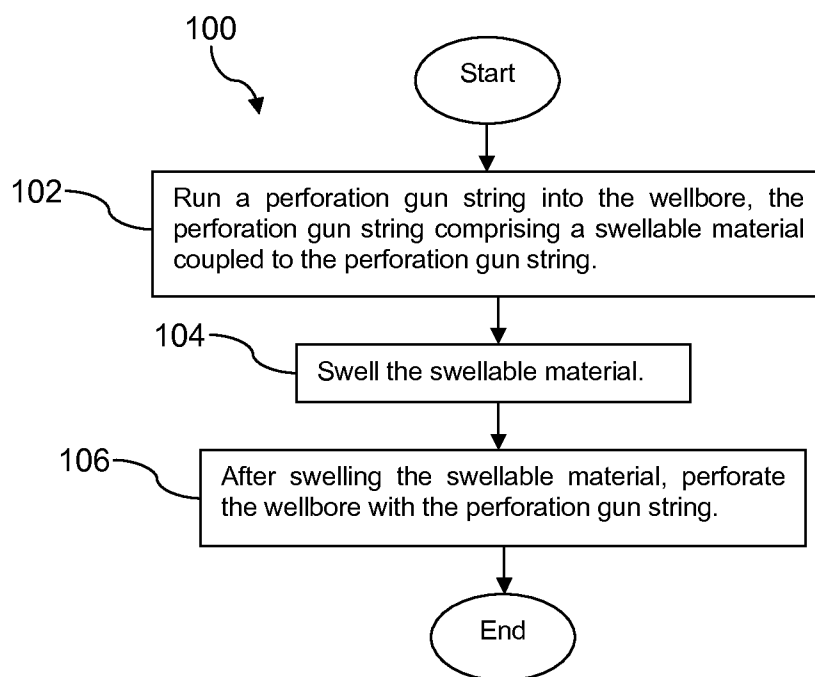 100
Start
102
Run a perforation gun string into the wellbore, the
perforation gun string comprising a swellable material
coupled to the perforation gun string.
104
Swell the swellable material.
106
After swelling the swellable material, perforate
the wellbore with the perforation gun string.
End